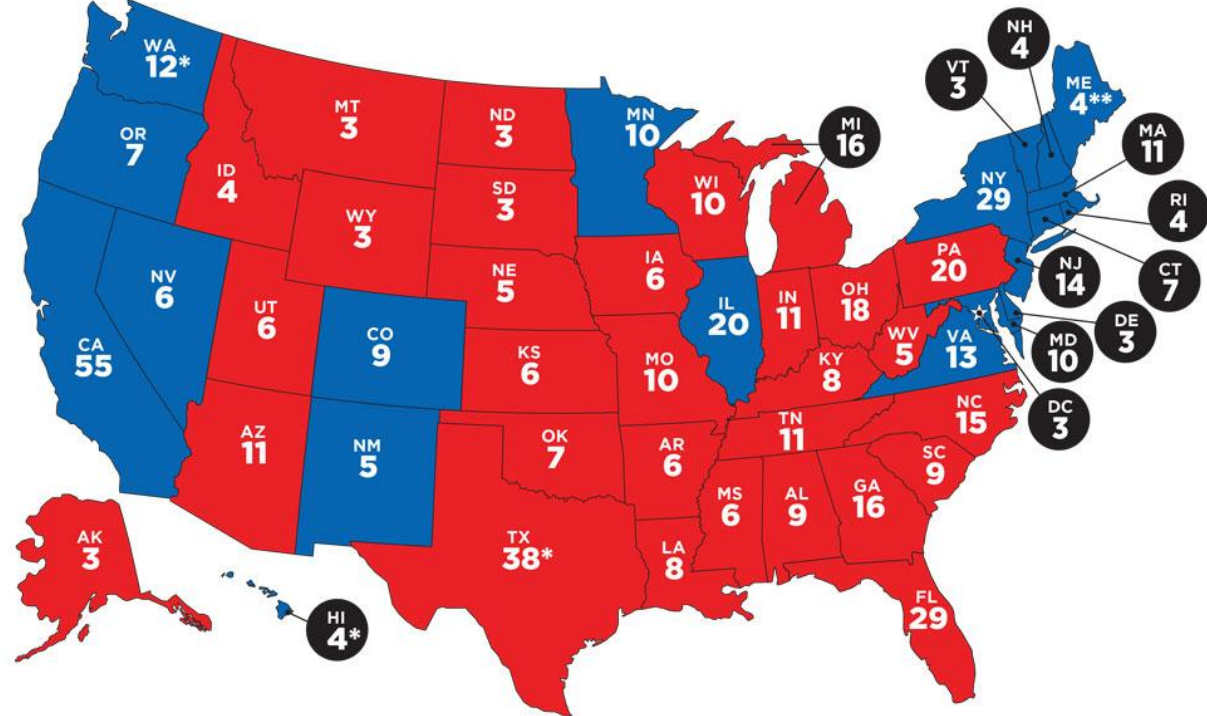 WA
12*
OR
7
CA
55
NV
6
ID
4
MT
3
WY
3
UT
6
CO
9
AZ
11
NM
5
ND
3
SD
3
NE
5
KS
6
OK
7
TX
38*
MN
10
IA
6
MO
10
AR
6
LA
8
WI
10
IL
20
MI
16
IN
11
OH
18
KY
8
TN
11
MS
6
AL
9
GA
16
FL
29
SC
9
NC
15
VA
13
WV
5
PA
20
NY
29
VT
3
NH
4
ME
4**
MA
11
RI
4
CT
7
NJ
14
DE
3
MD
10
DC
3
AK
3
HI
4*